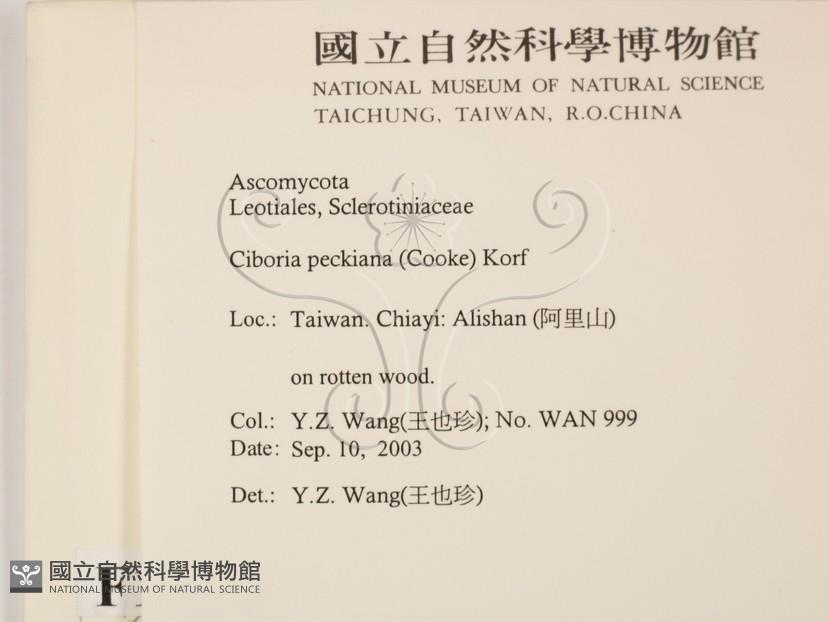 國立自然科學博物館
NATIONAL MUSEUM OF NATURAL SCIENCE
TAICHUNG, TAIWAN, R.O.CHINA
Ascomycota
Leotiales, Sclerotiniaceae
Ciboria peckiana (Cooke) Korf
Loc.: Taiwan. Chiayi: Alishan (阿里山)
on rotten wood.
Col.: Y.Z. Wang(王也珍); No. WAN 999
Date: Sep. 10, 2003
Det.: Y.Z. Wang(王也珍)
F
國立自然科學博物館
NATIONAL MUSEUM OF NATURAL SCIENCE